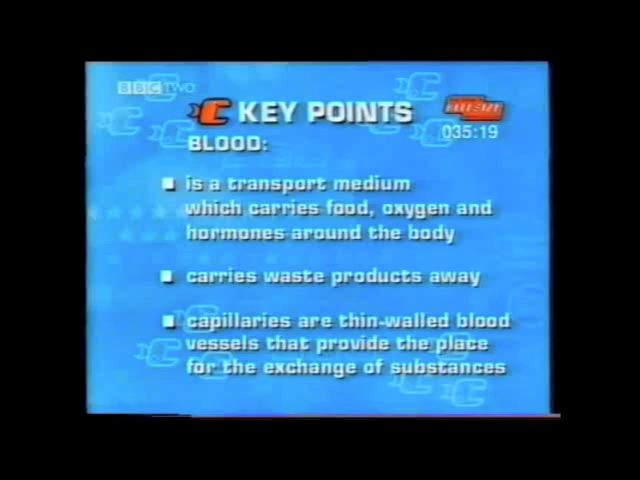 BBC TWO
KEY POINTS
BITESIZE
035:19
BLOOD:
is a transport medium
which carries food, oxygen and
hormones around the body
carries waste products away
capillaries are thin-walled blood
vessels that provide the place
for the exchange of substances